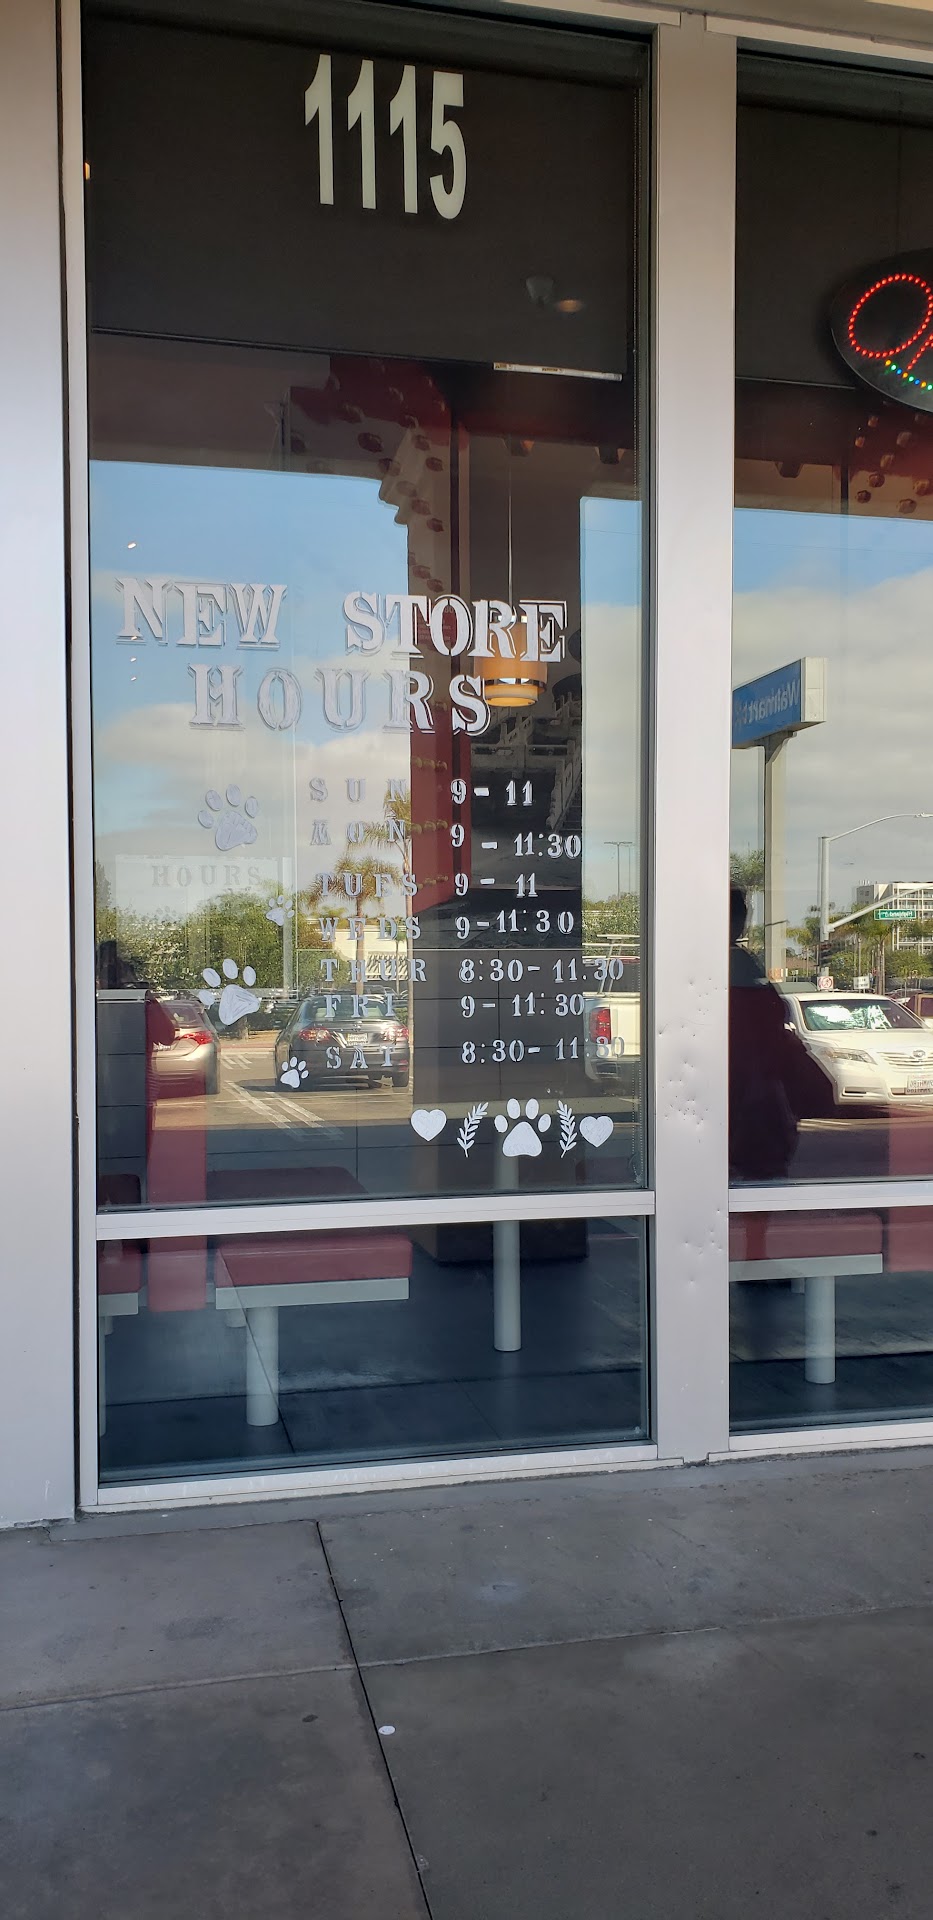 1115
NEW STORE
HOURS
SUN 9 - 11
MON 9 - 11:30
TUES 9 - 11
HOURS
WEDS 9 - 11:30
THUR 8:30 - 11:30
FRI 9 - 11:30
SAT 8:30 - 11:30
Walmart